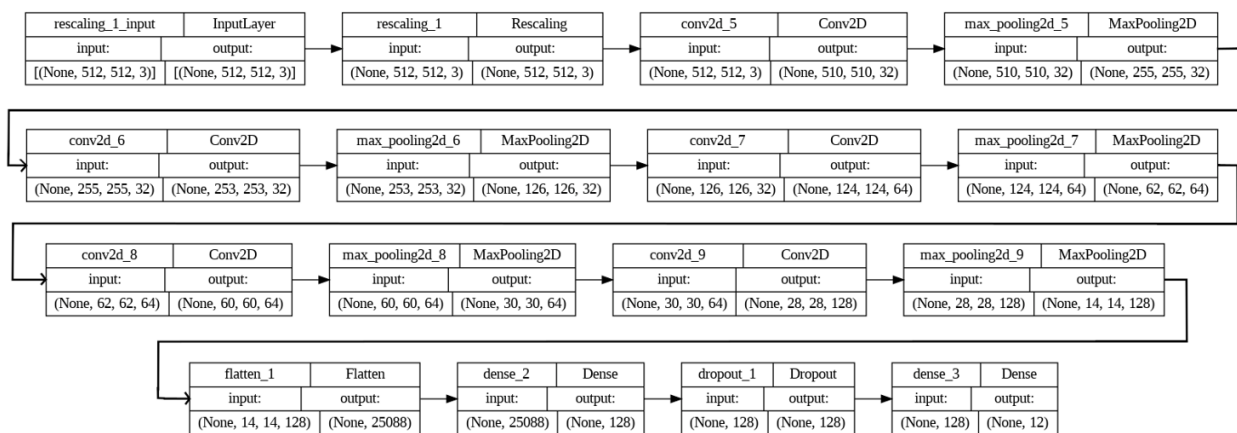 rescaling_1_input InputLayer
input: output:
[(None, 512, 512, 3)] [(None, 512, 512, 3)]
rescaling_1 Rescaling
input: output:
(None, 512, 512, 3) (None, 512, 512, 3)
conv2d_5 Conv2D
input: output:
(None, 512, 512, 3) (None, 510, 510, 32)
max_pooling2d_5 MaxPooling2D
input: output:
(None, 510, 510, 32) (None, 255, 255, 32)
conv2d_6 Conv2D
input: output:
(None, 255, 255, 32) (None, 253, 253, 32)
max_pooling2d_6 MaxPooling2D
input: output:
(None, 253, 253, 32) (None, 126, 126, 32)
conv2d_7 Conv2D
input: output:
(None, 126, 126, 32) (None, 124, 124, 64)
max_pooling2d_7 MaxPooling2D
input: output:
(None, 124, 124, 64) (None, 62, 62, 64)
conv2d_8 Conv2D
input: output:
(None, 62, 62, 64) (None, 60, 60, 64)
max_pooling2d_8 MaxPooling2D
input: output:
(None, 60, 60, 64) (None, 30, 30, 64)
conv2d_9 Conv2D
input: output:
(None, 30, 30, 64) (None, 28, 28, 128)
max_pooling2d_9 MaxPooling2D
input: output:
(None, 28, 28, 128) (None, 14, 14, 128)
flatten_1 Flatten
input: output:
(None, 14, 14, 128) (None, 25088)
dense_2 Dense
input: output:
(None, 25088) (None, 128)
dropout_1 Dropout
input: output:
(None, 128) (None, 128)
dense_3 Dense
input: output:
(None, 128) (None, 12)